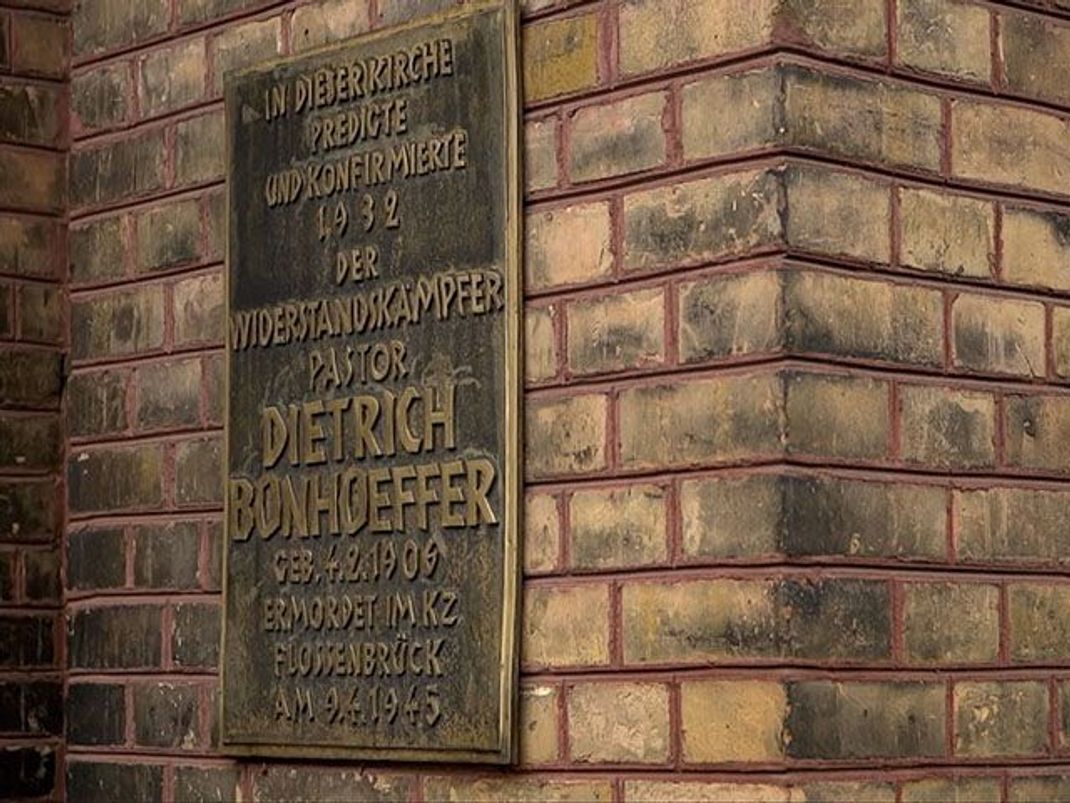 IN DIESER KIRCHE
PREDIGTE
UND KONFIRMIERTE
1932
DER
WIDERSTANDSKÄMPFER
PASTOR
DIETRICH
BONHOEFFER
GEB. 4.2.1906
ERMORDET IM KZ
FLOSSENBÜRCK
AM 9.4.1945